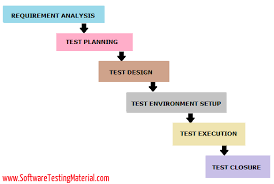 REQUIREMENT ANALYSIS
TEST PLANNING
TEST DESIGN
TEST ENVIRONMENT SETUP
TEST EXECUTION
TEST CLOSURE
www.SoftwareTestingMaterial.com